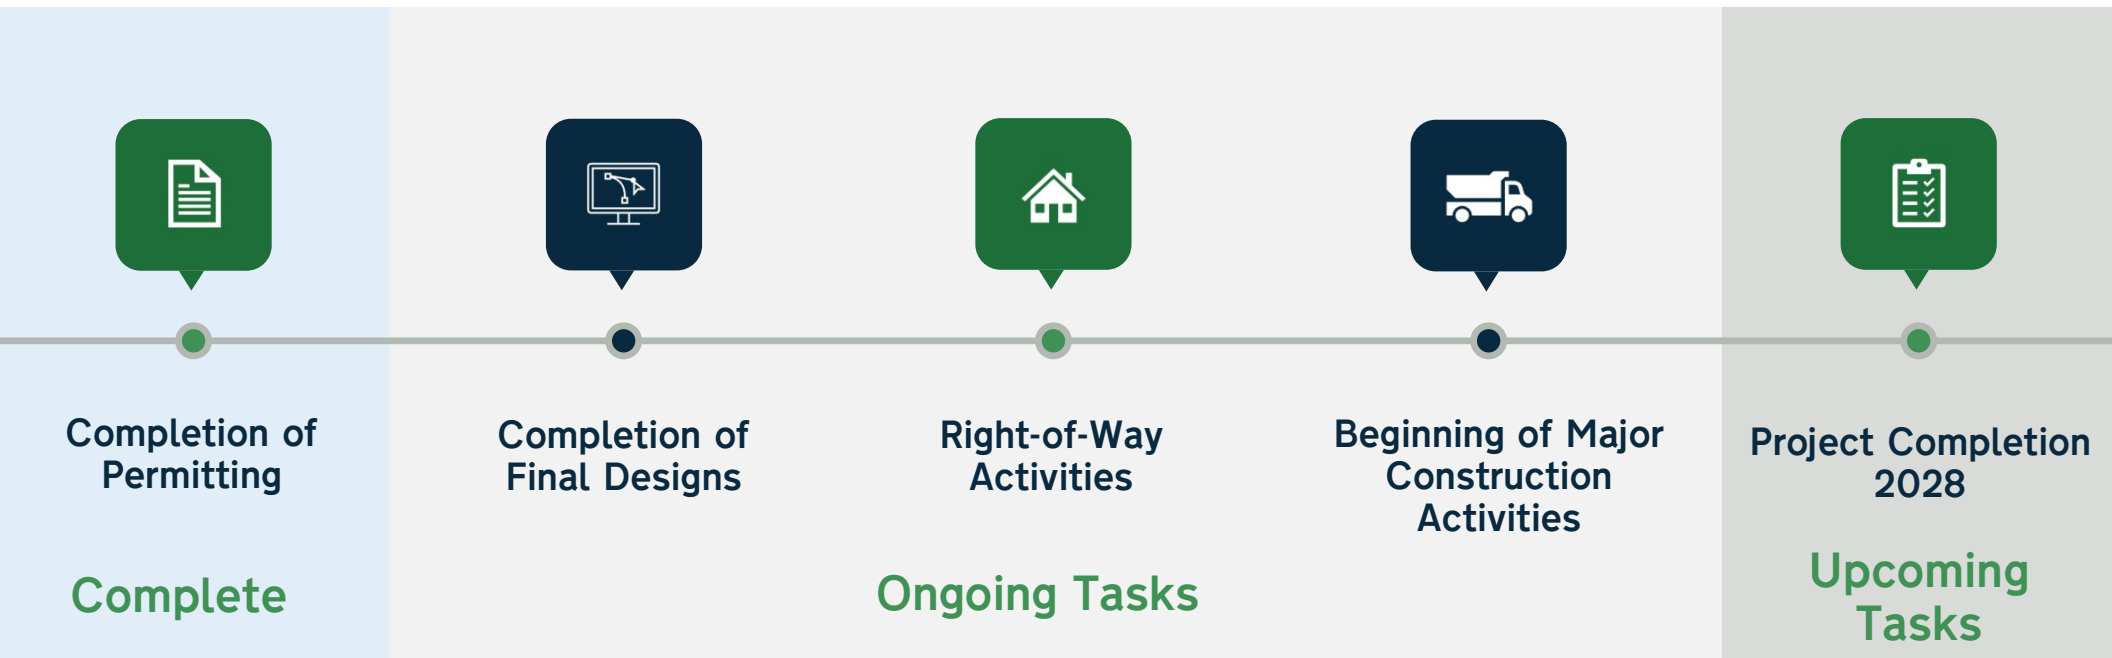 Completion of
Permitting
Completion of
Final Designs
Right-of-Way
Activities
Beginning of Major
Construction
Activities
Project Completion
2028
Complete
Ongoing Tasks
Upcoming
Tasks